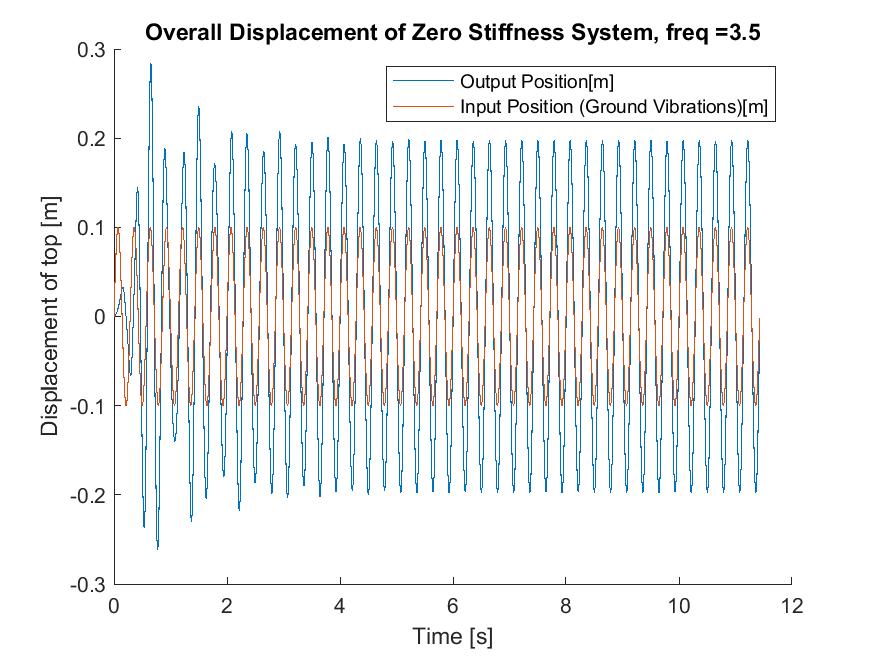 Overall Displacement of Zero Stiffness System, freq =3.5
Output Position[m]
Input Position (Ground Vibrations)[m]
Displacement of top [m]
0.3
0.2
0.1
0
-0.1
-0.2
-0.3
0 2 4 6 8 10 12
Time [s]